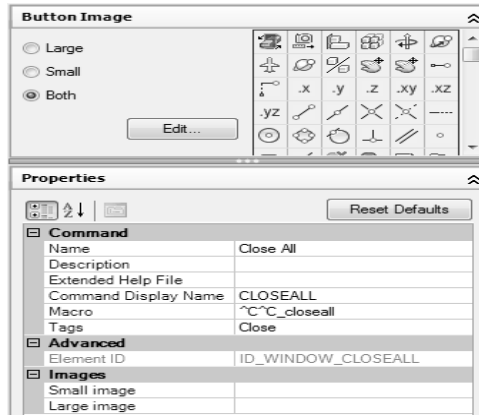 Button Image
Large
Small
Both
Edit...
.x .y .z .xy .xz
.yz
Properties
Reset Defaults
Command
Name Close All
Description
Extended Help File
Command Display Name CLOSEALL
Macro ^C^C_closeall
Tags Close
Advanced
Element ID ID_WINDOW_CLOSEALL
Images
Small image
Large image